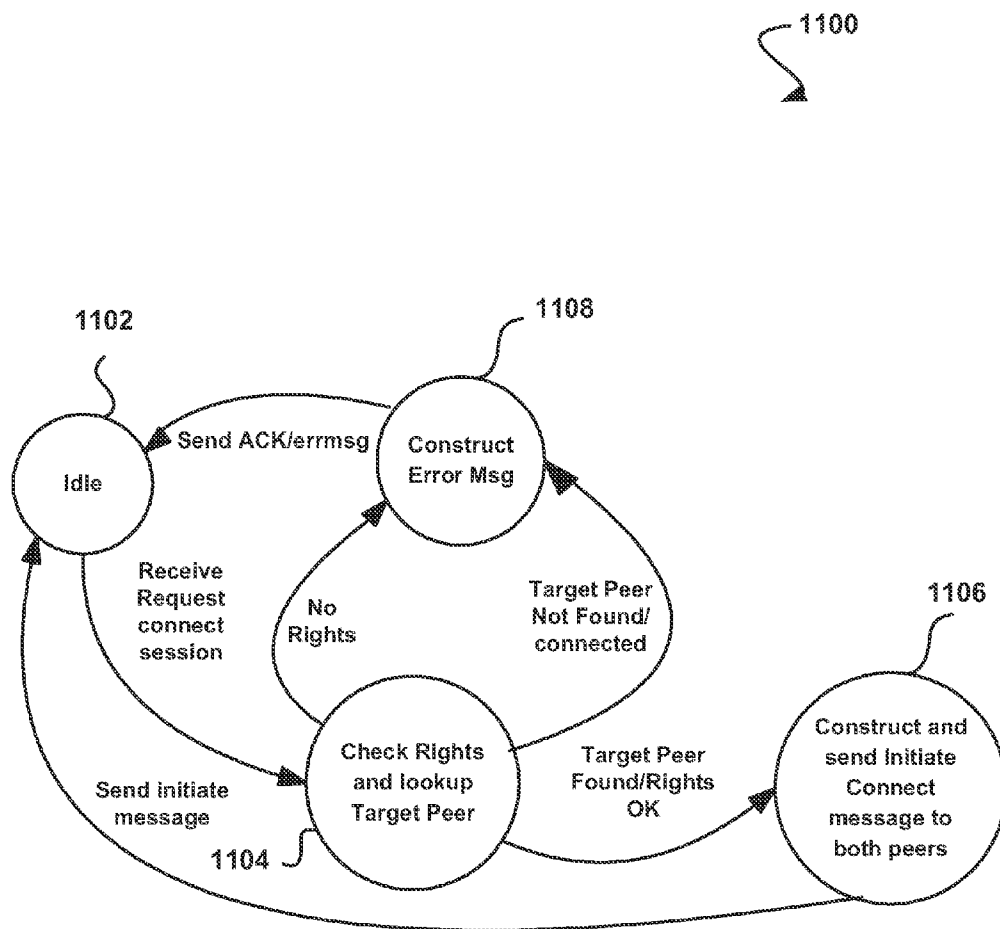 1100
1102
1108
Send ACK/errmsg
Construct
Error Msg
Idle
Receive
Request
connect
session
No
Rights
Target Peer
Not Found/
connected
1106
Check Rights
and lookup
Target Peer
Target Peer
Found/Rights
OK
Construct and
send Initiate
Connect
message to
both peers
Send initiate
message
1104